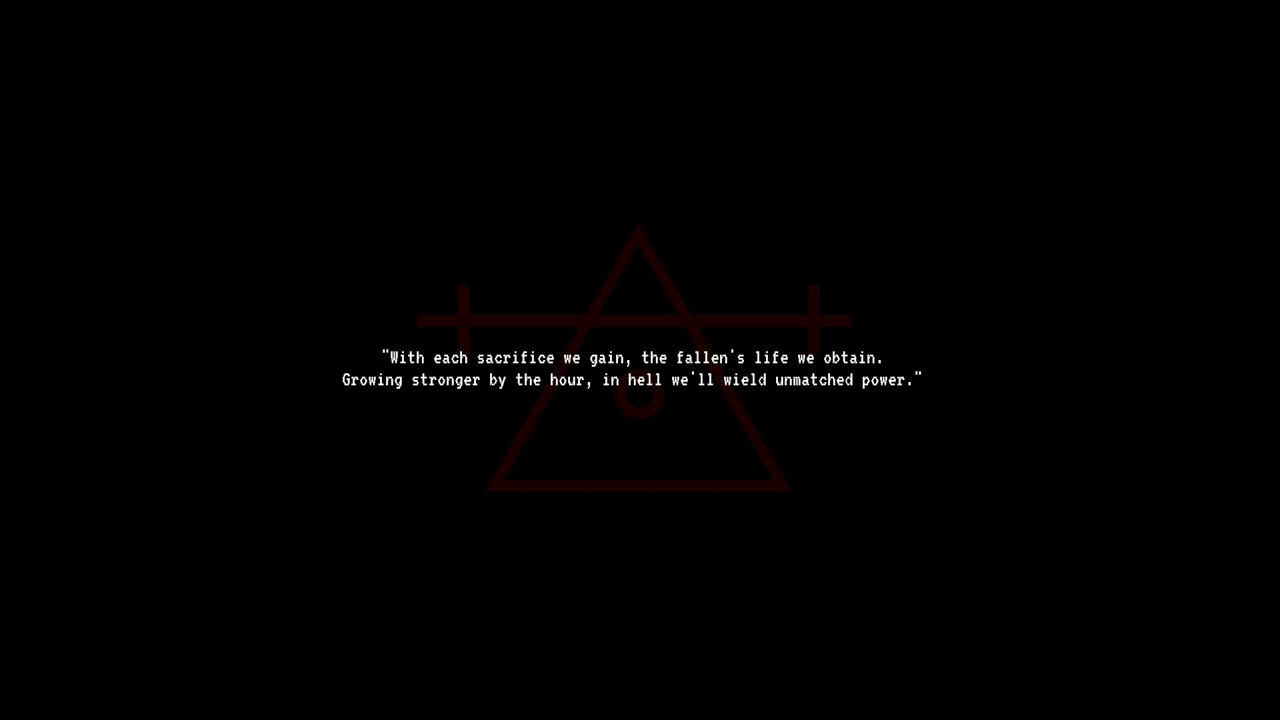 "With each sacrifice we gain, the fallen's life we obtain.
Growing stronger by the hour, in hell we'll wield unmatched power."